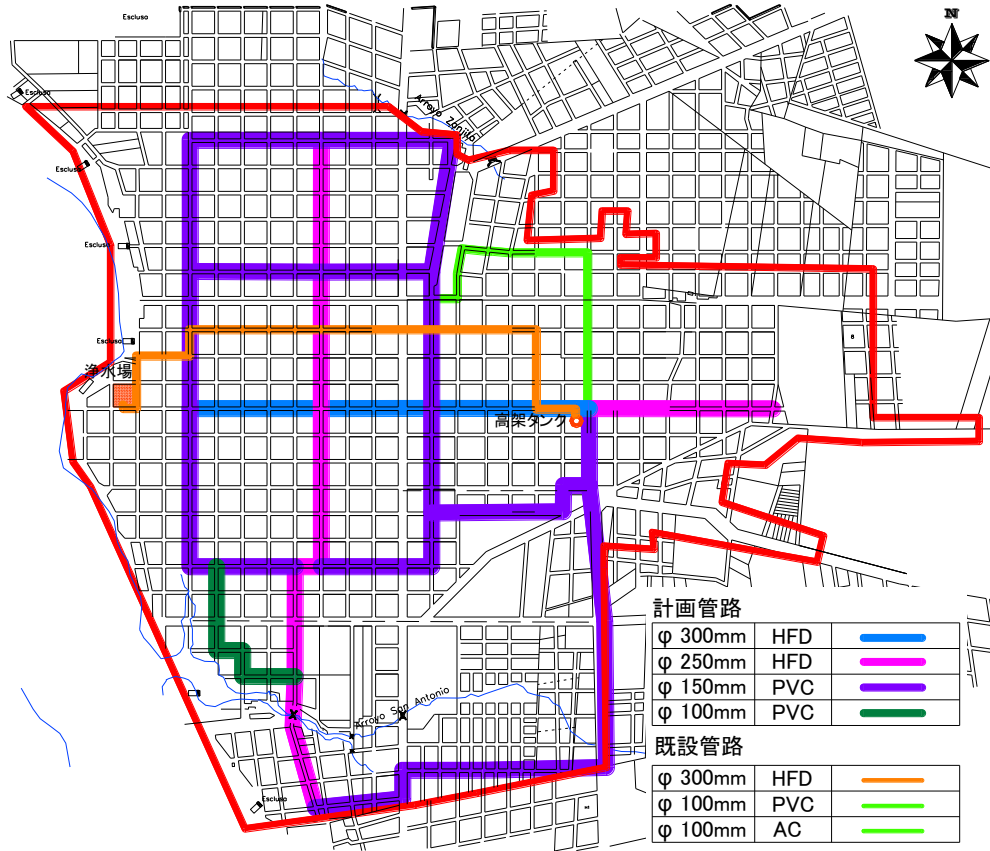 N
Esclusa
Esclusa
Arroyo Zanjita
Esclusa
Esclusa
Esclusa
浄水場
高架タンク
計画管路
φ 300mm HFD
φ 250mm HFD
φ 150mm PVC
φ 100mm PVC
Arroyo San Antonio
既設管路
φ 300mm HFD
φ 100mm PVC
φ 100mm AC
Esclusa